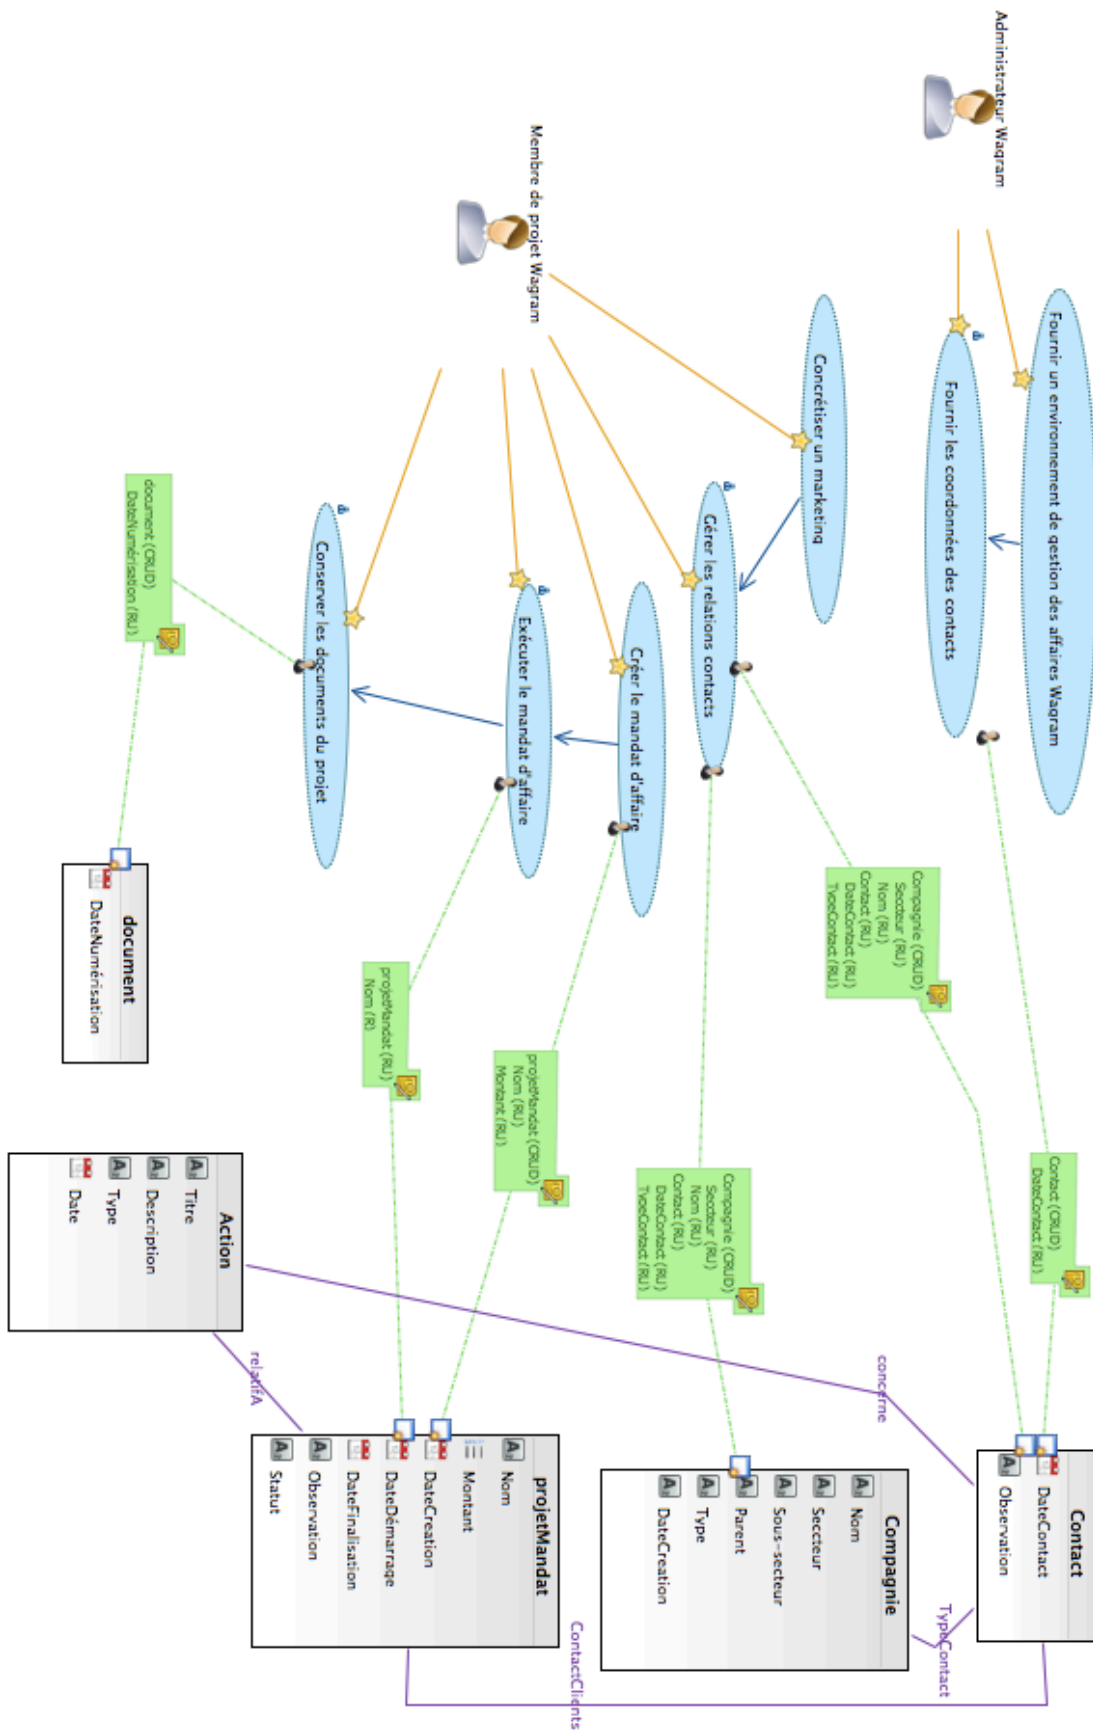 Administrateur Wagram
Fournir un environnement de gestion des affaires Wagram
Fournir les coordonnées des contacts
Contact (CRUD)
DateContact (RU)
Contact
DateContact
Observation
Membre de projet Wagram
Concrétiser un marketing
Gérer les relations contacts
Créer le mandat d'affaire
Exécuter le mandat d'affaire
Conserver les documents du projet
Compagnie (CRUD)
Seccteur (RU)
Nom (RU)
Contact (RU)
DateContact (RU)
TypeContact (RU)
Compagnie (CRUD)
Seccteur (RU)
Nom (RU)
Contact (RU)
DateContact (RU)
TypeContact (RU)
projetMandat (CRUD)
Nom (RU)
Montant (RU)
projetMandat (RU)
Nom (R)
document (CRUD)
DateNumérisation (RU)
concerne
TypeContact
Compagnie
Nom
Seccteur
Sous-secteur
Parent
Type
DateCreation
ContactClients
projetMandat
Nom
Montant
DateCreation
DateDémarrage
DateFinalisation
Observation
Statut
relatifA
Action
Titre
Description
Type
Date
document
DateNumérisation